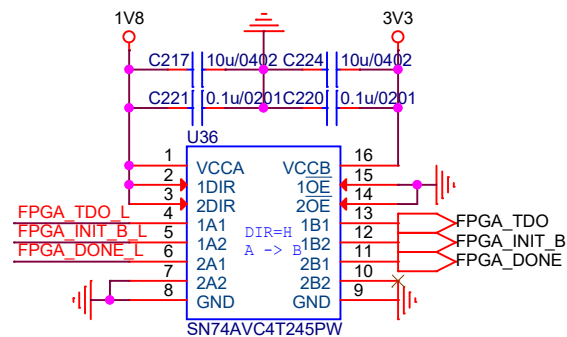 1V8 3V3
C217 10u/0402 C224 10u/0402
C221 0.1u/0201 C220 0.1u/0201
U36
1 VCCA VCCB 16
2 1DIR 1OE 15
3 2DIR 2OE 14
FPGA_TDO_L 4 1A1 1B1 13 FPGA_TDO
FPGA_INIT_B_L 5 1A2 DIR=H 1B2 12 FPGA_INIT_B
FPGA_DONE_L 6 2A1 A -> B 2B1 11 FPGA_DONE
7 2A2 2B2 10
8 GND GND 9
SN74AVC4T245PW